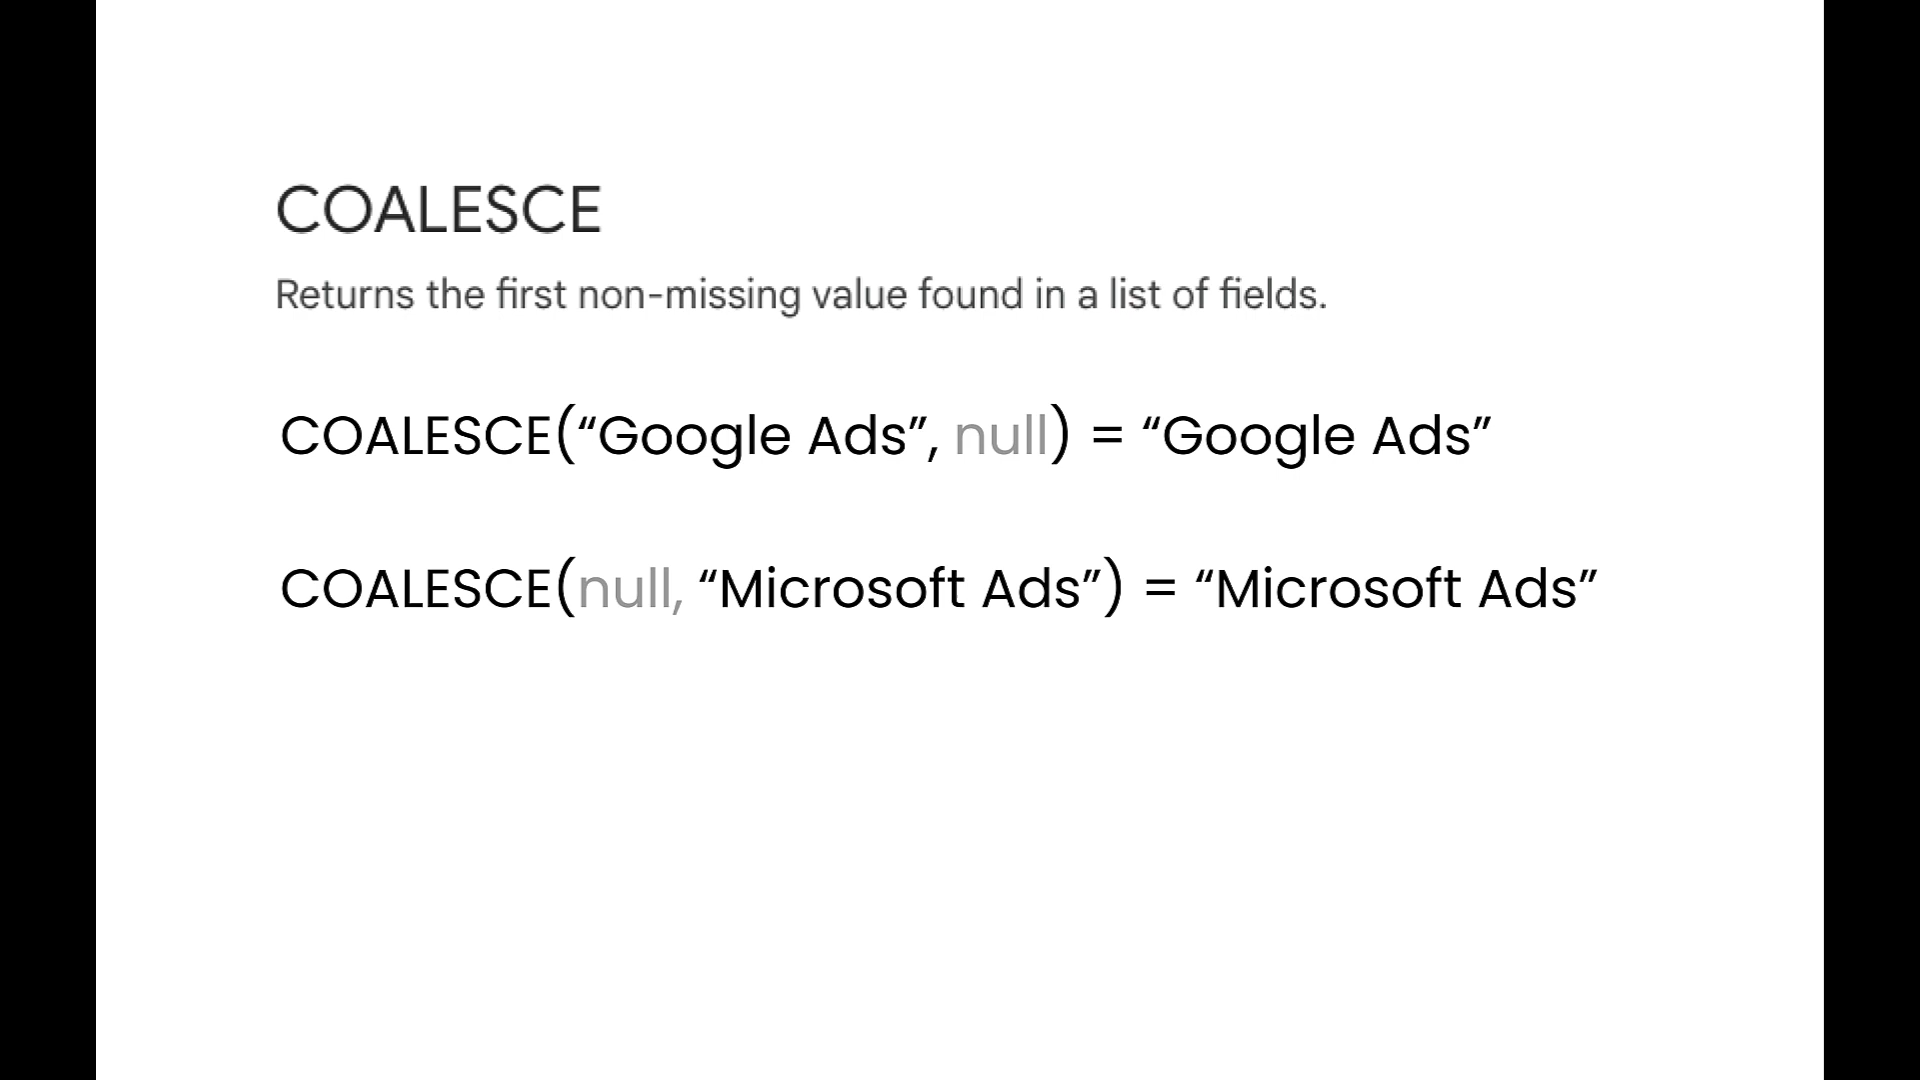 COALESCE
Returns the first non-missing value found in a list of fields.
COALESCE(“Google Ads”, null) = “Google Ads”
COALESCE(null, “Microsoft Ads”) = “Microsoft Ads”